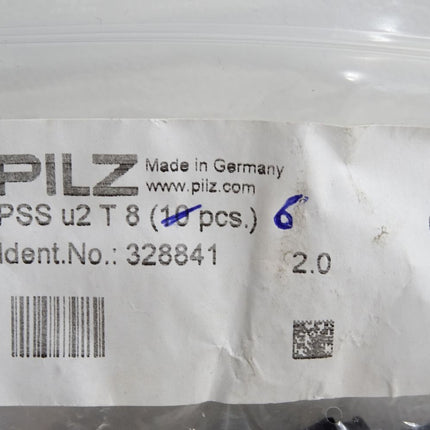 PILZ Made in Germany
www.pilz.com
PSS u2 T 8 (10 pcs.) 6
Ident.No.: 328841 2.0